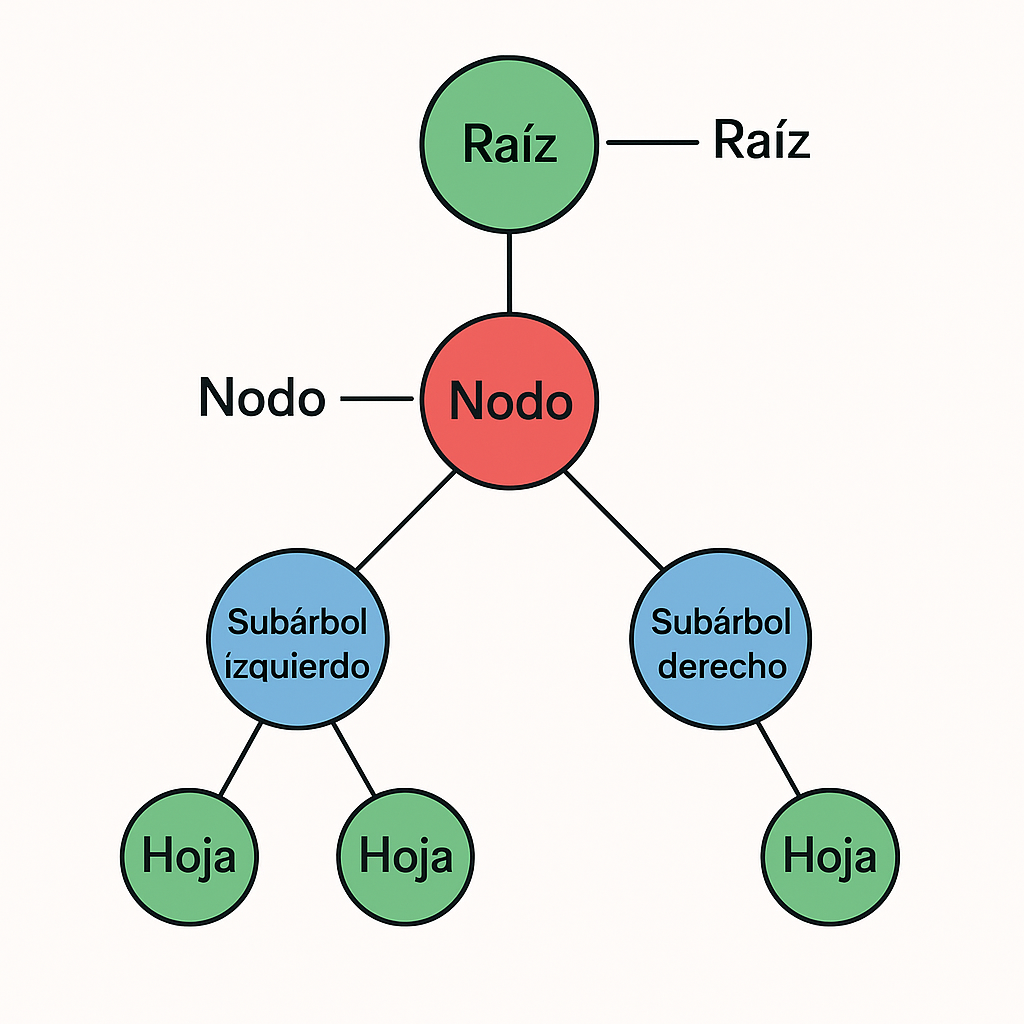 Raíz
Raíz
Nodo
Nodo
Subárbol
ízquierdo
Subárbol
derecho
Hoja
Hoja
Hoja